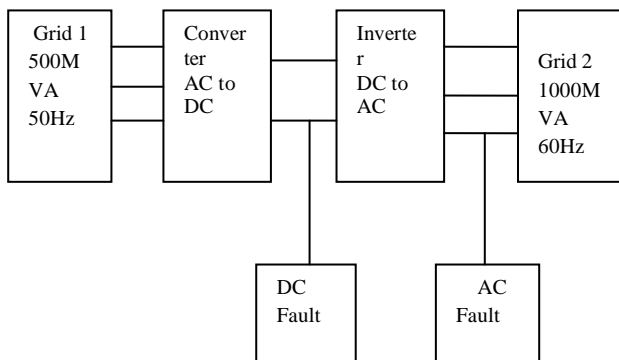 Grid 1
500M
VA
50Hz
Conver
ter
AC to
DC
Inverte
r
DC to
AC
Grid 2
1000M
VA
60Hz
DC
Fault
AC
Fault